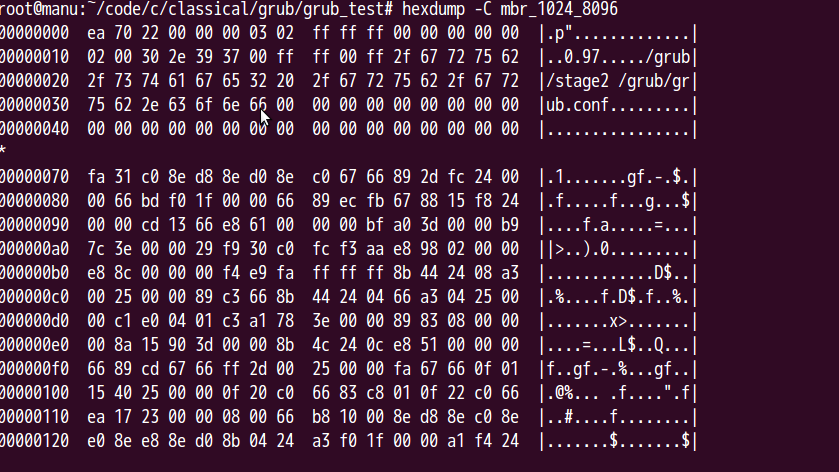 root@manu:~/code/c/classical/grub/grub_test# hexdump -C mbr_1024_8096
00000000 ea 70 22 00 00 00 03 02 ff ff ff 00 00 00 00 00 |.p".............|
00000010 02 00 30 2e 39 37 00 ff ff 00 ff 2f 67 72 75 62 |..0.97...../grub|
00000020 2f 73 74 61 67 65 32 20 2f 67 72 75 62 2f 67 72 |/stage2 /grub/gr|
00000030 75 62 2e 63 6f 6e 66 00 00 00 00 00 00 00 00 00 |ub.conf.........|
00000040 00 00 00 00 00 00 00 00 00 00 00 00 00 00 00 00 |................|
*
00000070 fa 31 c0 8e d8 8e d0 8e c0 67 66 89 2d fc 24 00 |.1.......gf.-.$.|
00000080 00 66 bd f0 1f 00 00 66 89 ec fb 67 88 15 f8 24 |.f.....f...g...$|
00000090 00 00 cd 13 66 e8 61 00 00 00 bf a0 3d 00 00 b9 |....f.a.....=...|
000000a0 7c 3e 00 00 29 f9 30 c0 fc f3 aa e8 98 02 00 00 ||>..).0.........|
000000b0 e8 8c 00 00 00 f4 e9 fa ff ff ff 8b 44 24 08 a3 |............D$..|
000000c0 00 25 00 00 89 c3 66 8b 44 24 04 66 a3 04 25 00 |.%....f.D$.f..%.|
000000d0 00 c1 e0 04 01 c3 a1 78 3e 00 00 89 83 08 00 00 |.......x>.......|
000000e0 00 8a 15 90 3d 00 00 8b 4c 24 0c e8 51 00 00 00 |....=...L$..Q...|
000000f0 66 89 cd 67 66 ff 2d 00 25 00 00 fa 67 66 0f 01 |f..gf.-.%...gf..|
00000100 15 40 25 00 00 0f 20 c0 66 83 c8 01 0f 22 c0 66 |.@%... .f....".f|
00000110 ea 17 23 00 00 08 00 66 b8 10 00 8e d8 8e c0 8e |..#....f........|
00000120 e0 8e e8 8e d0 8b 04 24 a3 f0 1f 00 00 a1 f4 24 |.......$.......$|